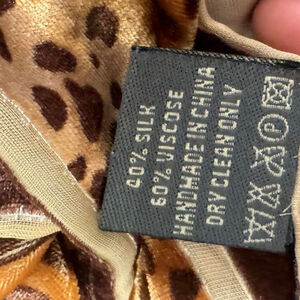 40% SILK
60% VISCOSE
HANDMADE IN CHINA
DRY CLEAN ONLY
P